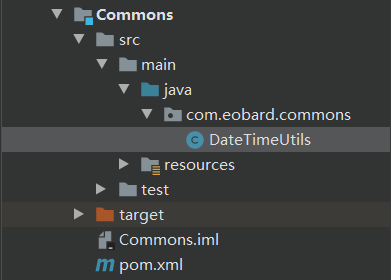 Commons
src
main
java
com.eobard.commons
DateTimeUtils
resources
test
target
Commons.iml
pom.xml